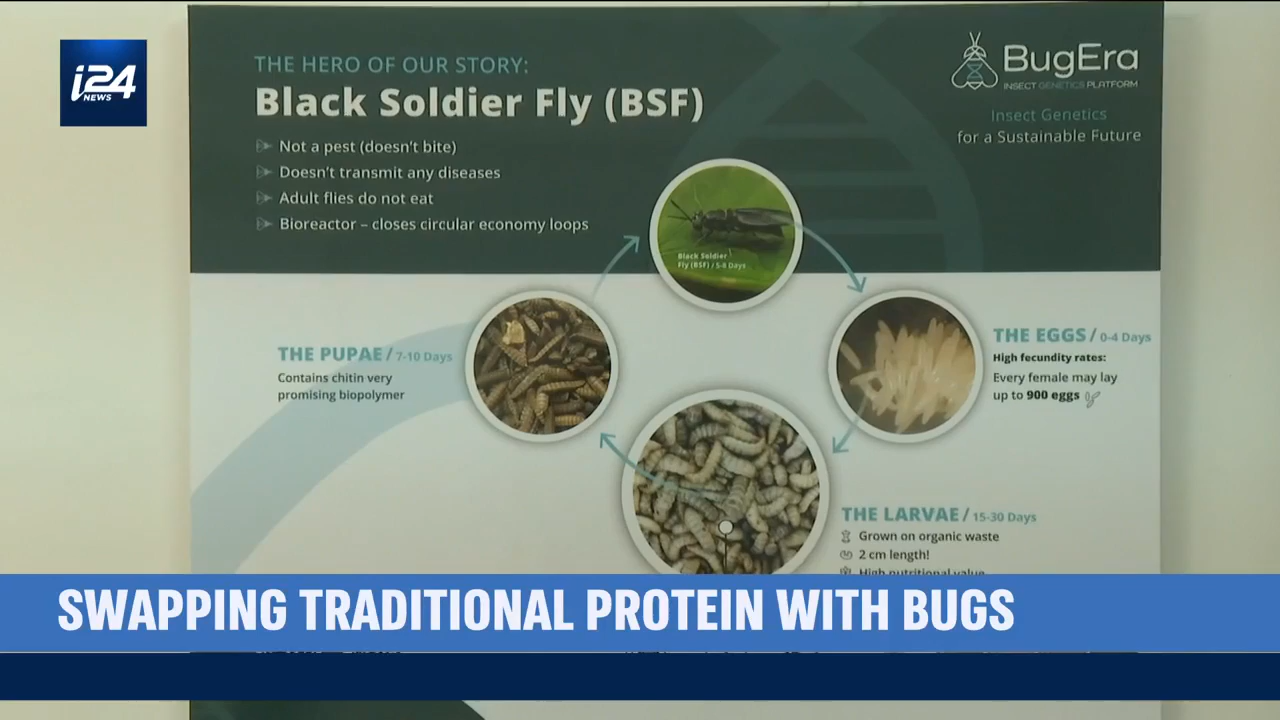 i24
NEWS
THE HERO OF OUR STORY:
Black Soldier Fly (BSF)
Not a pest (doesn't bite)
Doesn't transmit any diseases
Adult flies do not eat
Bioreactor – closes circular economy loops
BugEra
INSECT GENETICS PLATFORM
Insect Genetics
for a Sustainable Future
Black Soldier
Fly (BSF) / 5-8 Days
THE PUPAE / 7-10 Days
Contains chitin very
promising biopolymer
THE EGGS / 0-4 Days
High fecundity rates:
Every female may lay
up to 900 eggs
THE LARVAE / 15-30 Days
Grown on organic waste
2 cm length!
High nutritional value
SWAPPING TRADITIONAL PROTEIN WITH BUGS